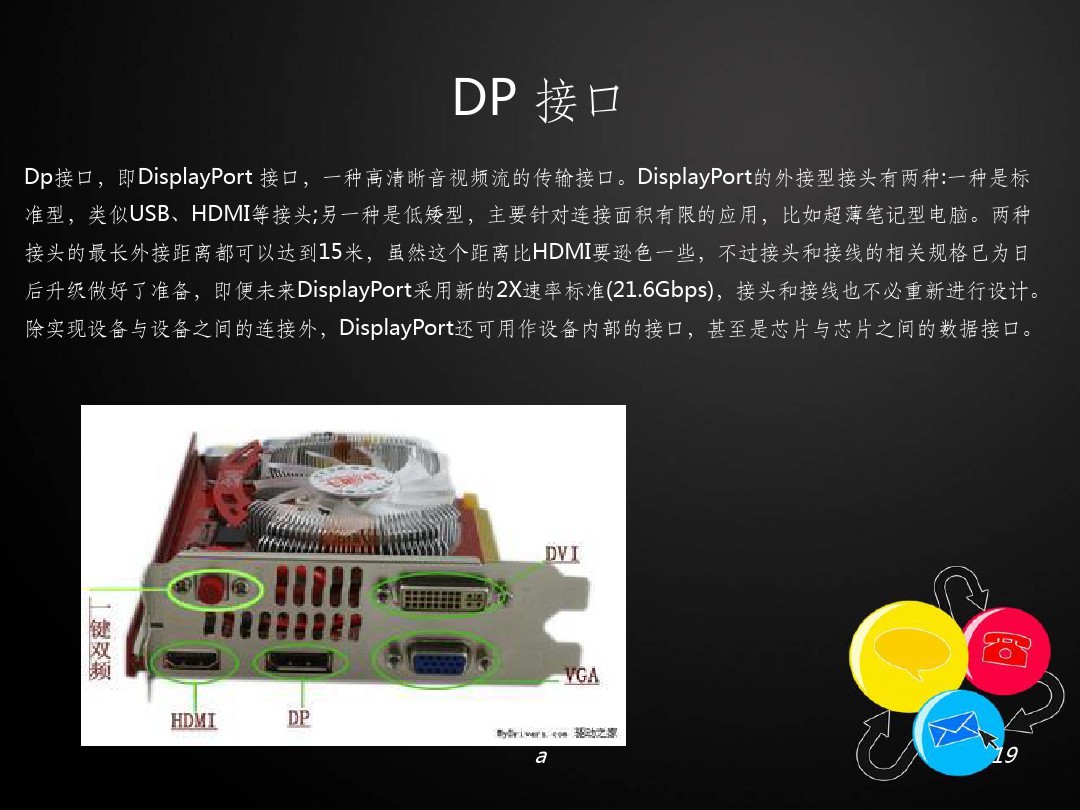 DP 接口
Dp接口，即DisplayPort 接口，一种高清晰音视频流的传输接口。DisplayPort的外接型接头有两种:一种是标
准型，类似USB、HDMI等接头;另一种是低矮型，主要针对连接面积有限的应用，比如超薄笔记型电脑。两种
接头的最长外接距离都可以达到15米，虽然这个距离比HDMI要逊色一些，不过接头和接线的相关规格已为日
后升级做好了准备，即便未来DisplayPort采用新的2X速率标准(21.6Gbps)，接头和接线也不必重新进行设计。
除实现设备与设备之间的连接外，DisplayPort还可用作设备内部的接口，甚至是芯片与芯片之间的数据接口。
DVI
一键双频
VGA
HDMI
DP
MyDrivers.com 驱动之家
a
19